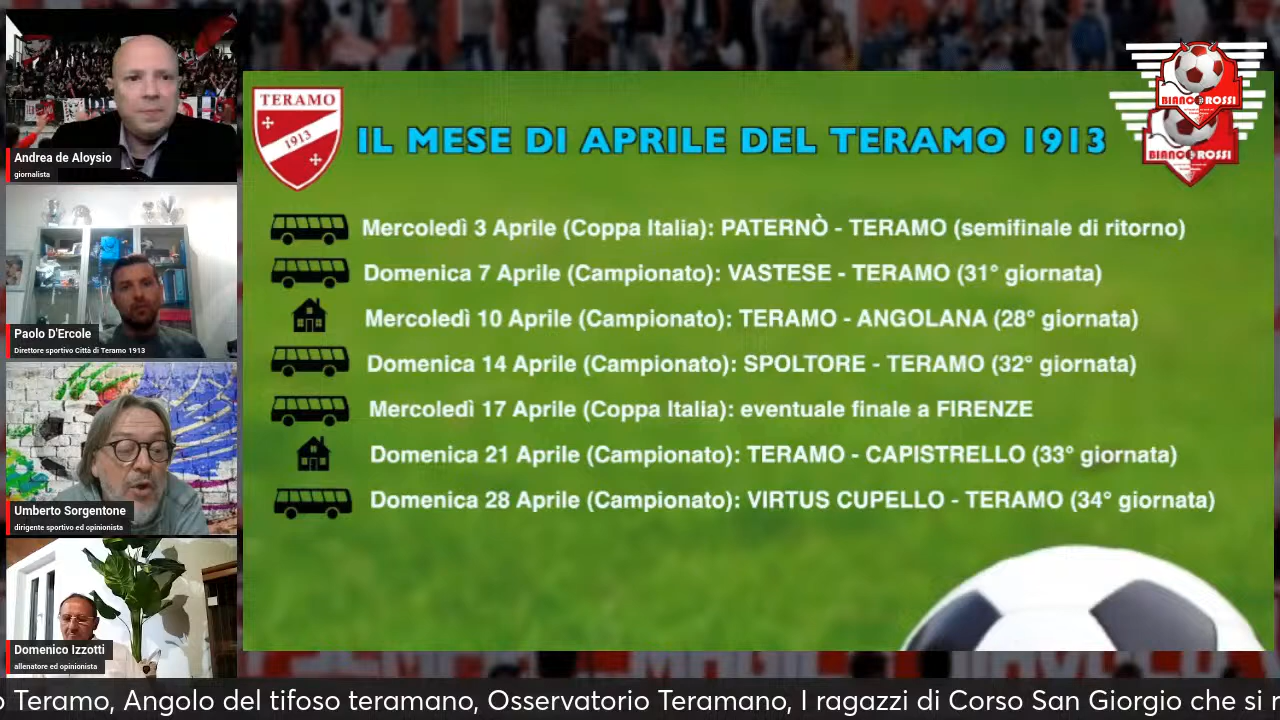 Andrea de Aloysio
giornalista
Paolo D'Ercole
Direttore sportivo Città di Teramo 1913
Umberto Sorgentone
dirigente sportivo ed opinionista
Domenico Izzotti
allenatore ed opinionista
TERAMO
1913
IL MESE DI APRILE DEL TERAMO 1913
BIANCOROSSI
BIANCOROSSI
Mercoledì 3 Aprile (Coppa Italia): PATERNÒ - TERAMO (semifinale di ritorno)
Domenica 7 Aprile (Campionato): VASTESE - TERAMO (31° giornata)
Mercoledì 10 Aprile (Campionato): TERAMO - ANGOLANA (28° giornata)
Domenica 14 Aprile (Campionato): SPOLTORE - TERAMO (32° giornata)
Mercoledì 17 Aprile (Coppa Italia): eventuale finale a FIRENZE
Domenica 21 Aprile (Campionato): TERAMO - CAPISTRELLO (33° giornata)
Domenica 28 Aprile (Campionato): VIRTUS CUPELLO - TERAMO (34° giornata)
o Teramo, Angolo del tifoso teramano, Osservatorio Teramano, I ragazzi di Corso San Giorgio che si r